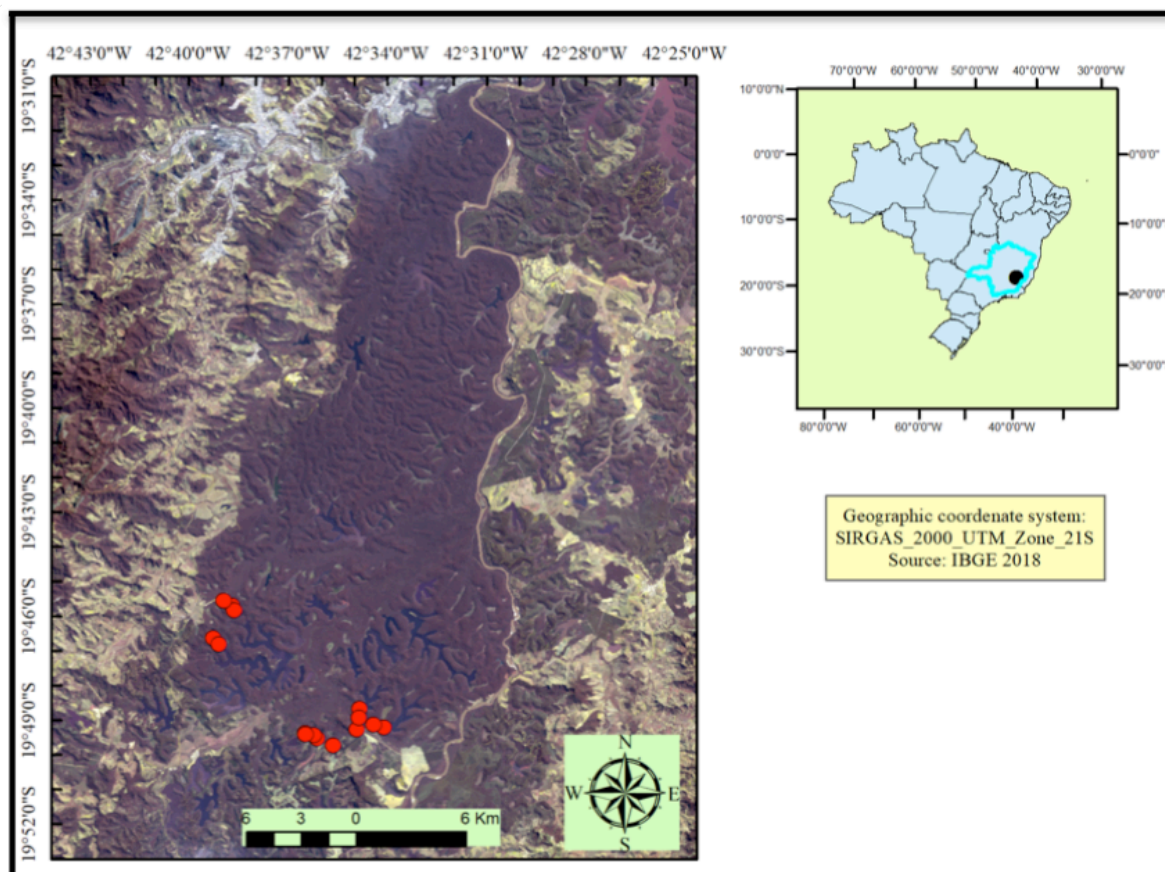 42°43'0"W 42°40'0"W 42°37'0"W 42°34'0"W 42°31'0"W 42°28'0"W 42°25'0"W
19°31'0"S
19°34'0"S
19°37'0"S
19°40'0"S
19°43'0"S
19°46'0"S
19°49'0"S
19°52'0"S
6 3 0 6 Km
N
W E
S
70°0'0"W 60°0'0"W 50°0'0"W 40°0'0"W 30°0'0"W
10°0'0"N
0°0'0" 0°0'0"
10°0'0"S 10°0'0"S
20°0'0"S 20°0'0"S
30°0'0"S 30°0'0"S
80°0'0"W 60°0'0"W 40°0'0"W
Geographic coordenate system:
SIRGAS_2000_UTM_Zone_21S
Source: IBGE 2018